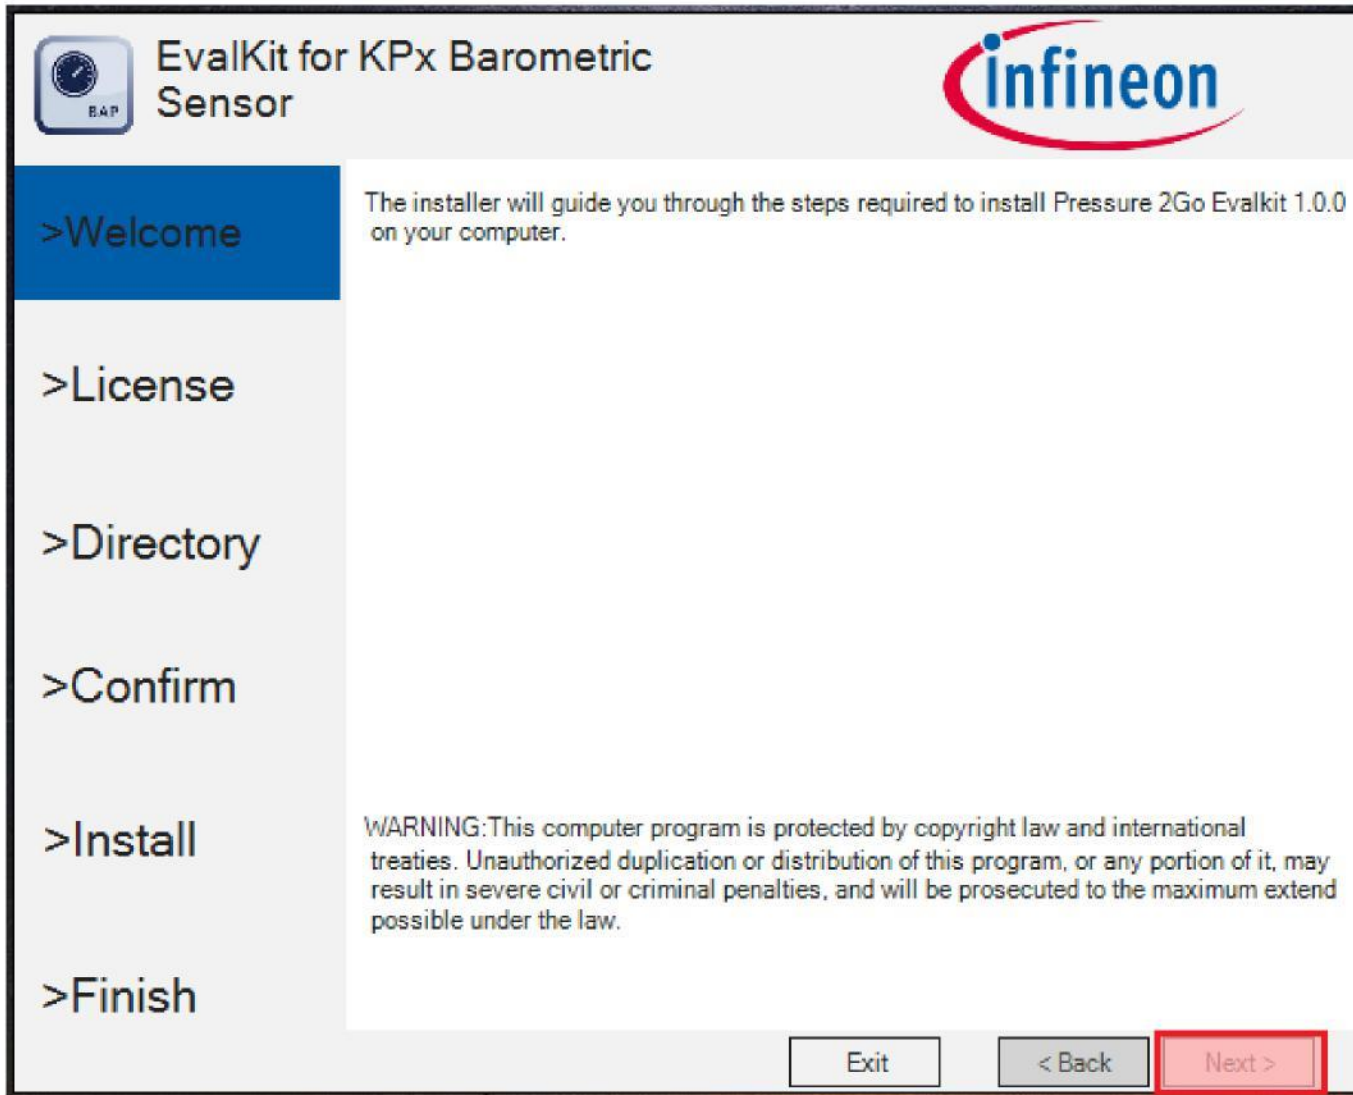 EvalKit for KPx Barometric
Sensor
BAP
infineon
>Welcome
The installer will guide you through the steps required to install Pressure 2Go Evalkit 1.0.0
on your computer.
>License
>Directory
>Confirm
>Install
WARNING:This computer program is protected by copyright law and international
treaties. Unauthorized duplication or distribution of this program, or any portion of it, may
result in severe civil or criminal penalties, and will be prosecuted to the maximum extend
possible under the law.
>Finish
Exit
< Back
Next >